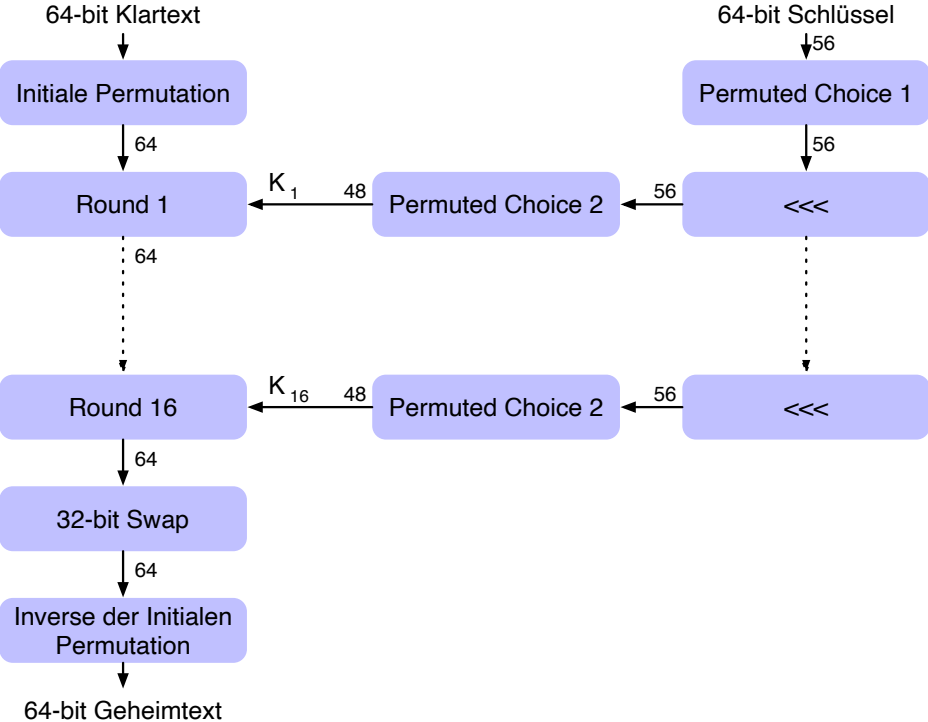 64-bit Klartext
64-bit Schlüssel
56
Initiale Permutation
Permuted Choice 1
64
56
Round 1
K 1
48
Permuted Choice 2
56
<<<
64
Round 16
K 16
48
Permuted Choice 2
56
<<<
64
32-bit Swap
64
Inverse der Initialen
Permutation
64-bit Geheimtext